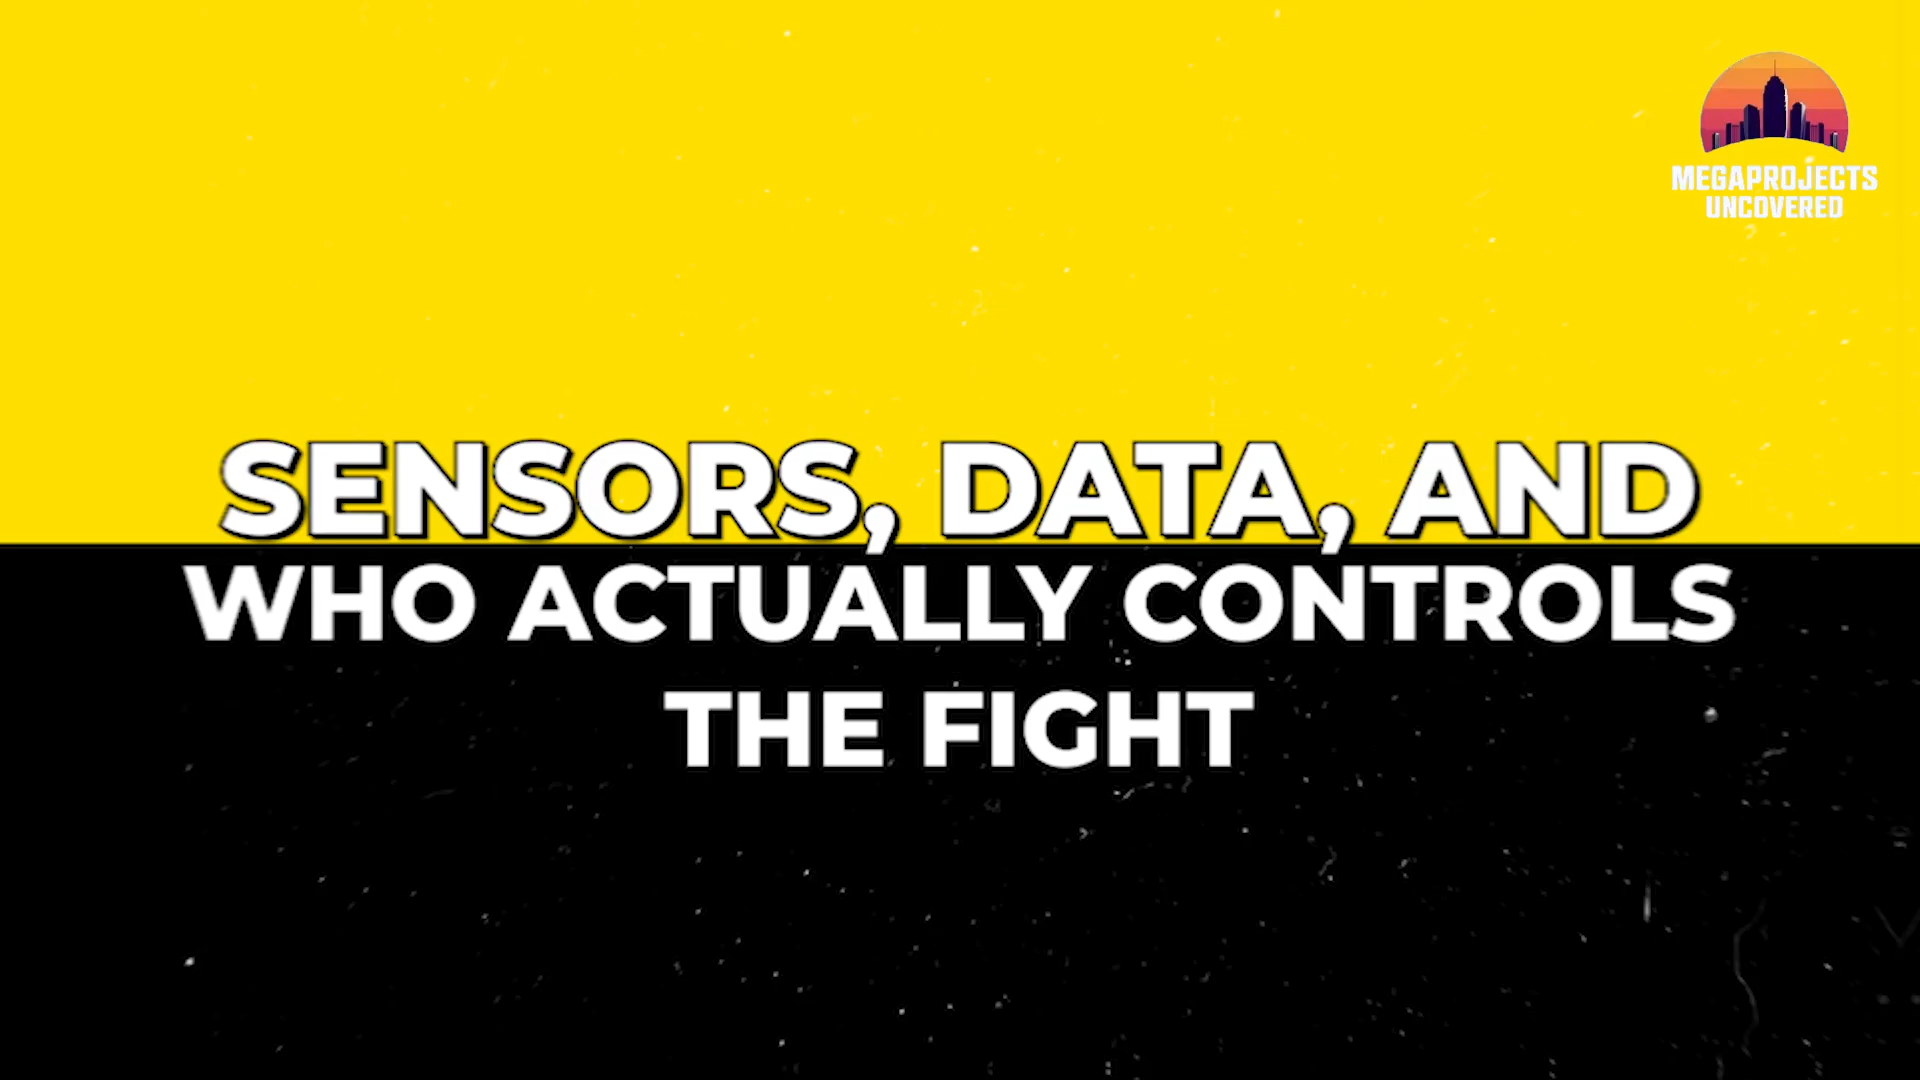 MEGAPROJECTS
UNCOVERED
SENSORS, DATA, AND
WHO ACTUALLY CONTROLS
THE FIGHT